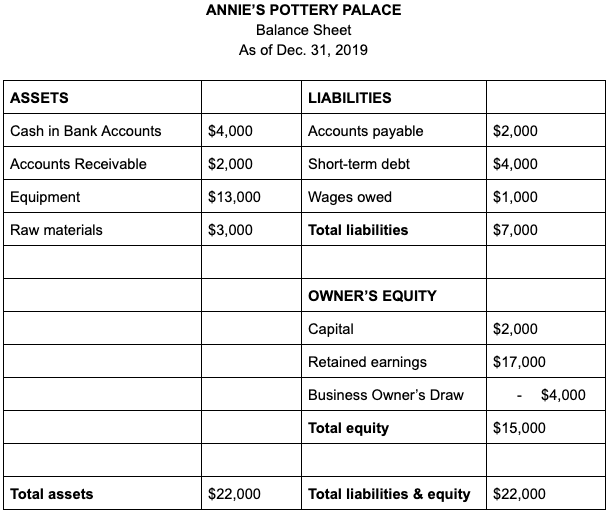 ANNIE’S POTTERY PALACE
Balance Sheet
As of Dec. 31, 2019
ASSETS LIABILITIES
Cash in Bank Accounts $4,000 Accounts payable $2,000
Accounts Receivable $2,000 Short-term debt $4,000
Equipment $13,000 Wages owed $1,000
Raw materials $3,000 Total liabilities $7,000
OWNER’S EQUITY
Capital $2,000
Retained earnings $17,000
Business Owner’s Draw - $4,000
Total equity $15,000
Total assets $22,000 Total liabilities & equity $22,000